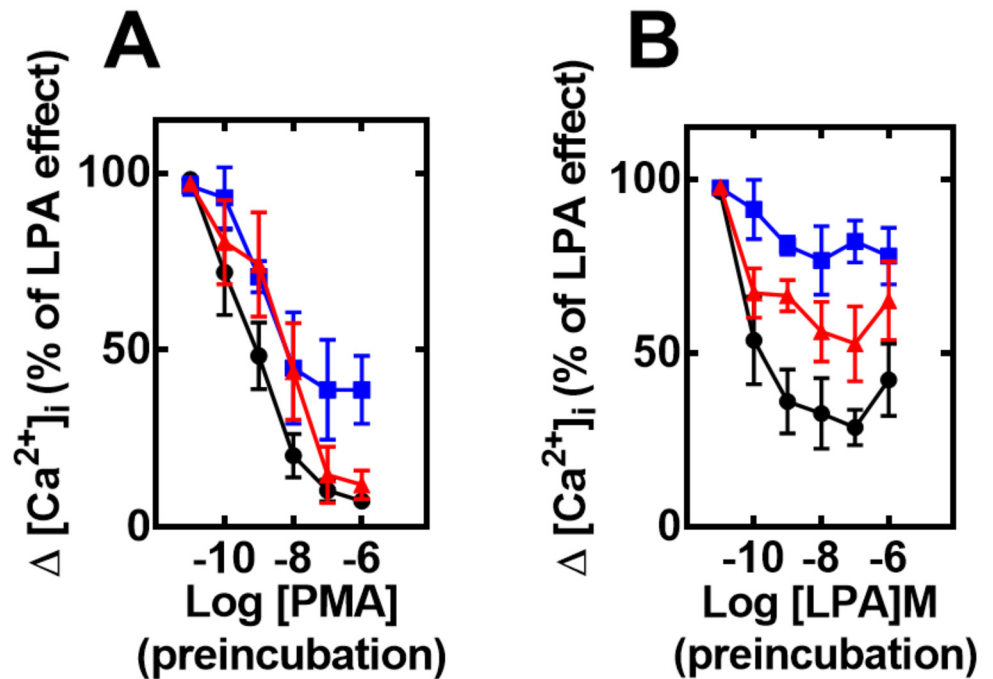 A
Δ [Ca2+]i (% of LPA effect)
100
50
0
-10 -8 -6
Log [PMA]
(preincubation)
B
Δ [Ca2+]i (% of LPA effect)
100
50
0
-10 -8 -6
Log [LPA]M
(preincubation)